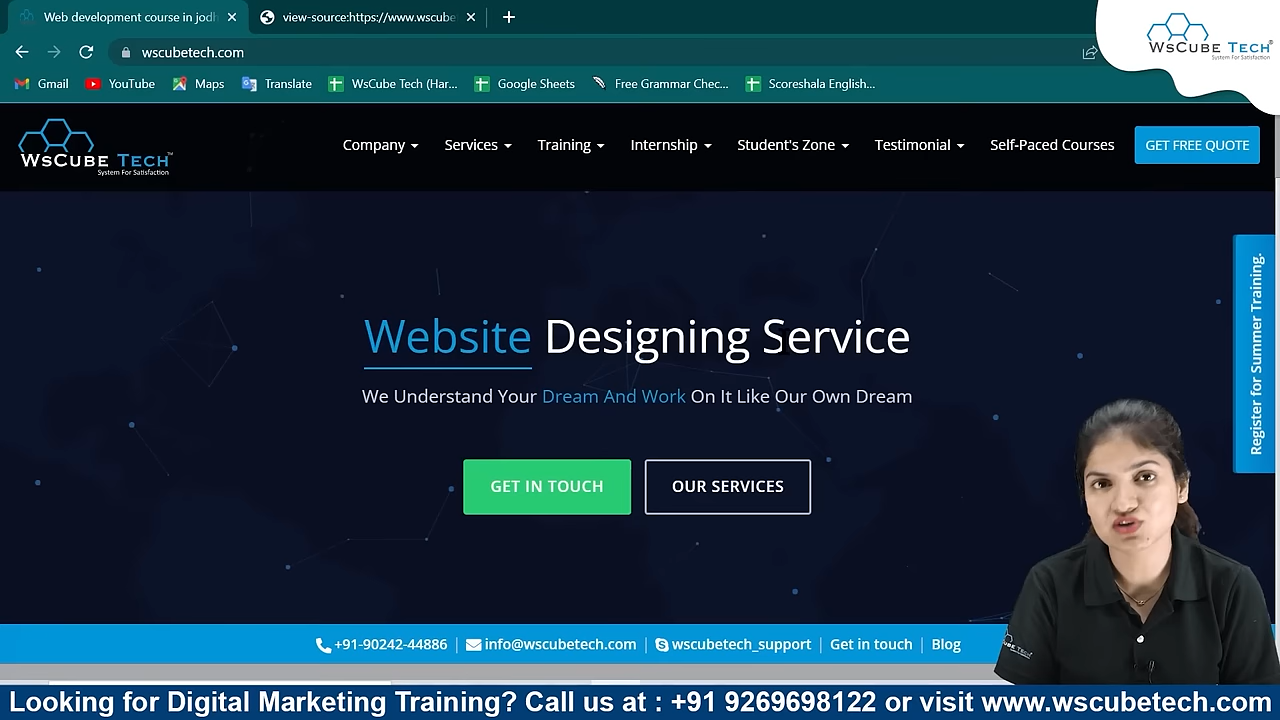 Web development course in jodh
view-source:https://www.wscube
wscubetech.com
Gmail
YouTube
Maps
Translate
WsCube Tech (Har...
Google Sheets
Free Grammar Chec...
Scoreshala English...
WsCube Tech
System For Satisfaction
WsCube Tech™
System For Satisfaction
Company
Services
Training
Internship
Student's Zone
Testimonial
Self-Paced Courses
GET FREE QUOTE
Register for Summer Training.
Website Designing Service
We Understand Your Dream And Work On It Like Our Own Dream
GET IN TOUCH
OUR SERVICES
+91-90242-44886 | info@wscubetech.com | wscubetech_support | Get in touch | Blog
Looking for Digital Marketing Training? Call us at : +91 9269698122 or visit www.wscubetech.com